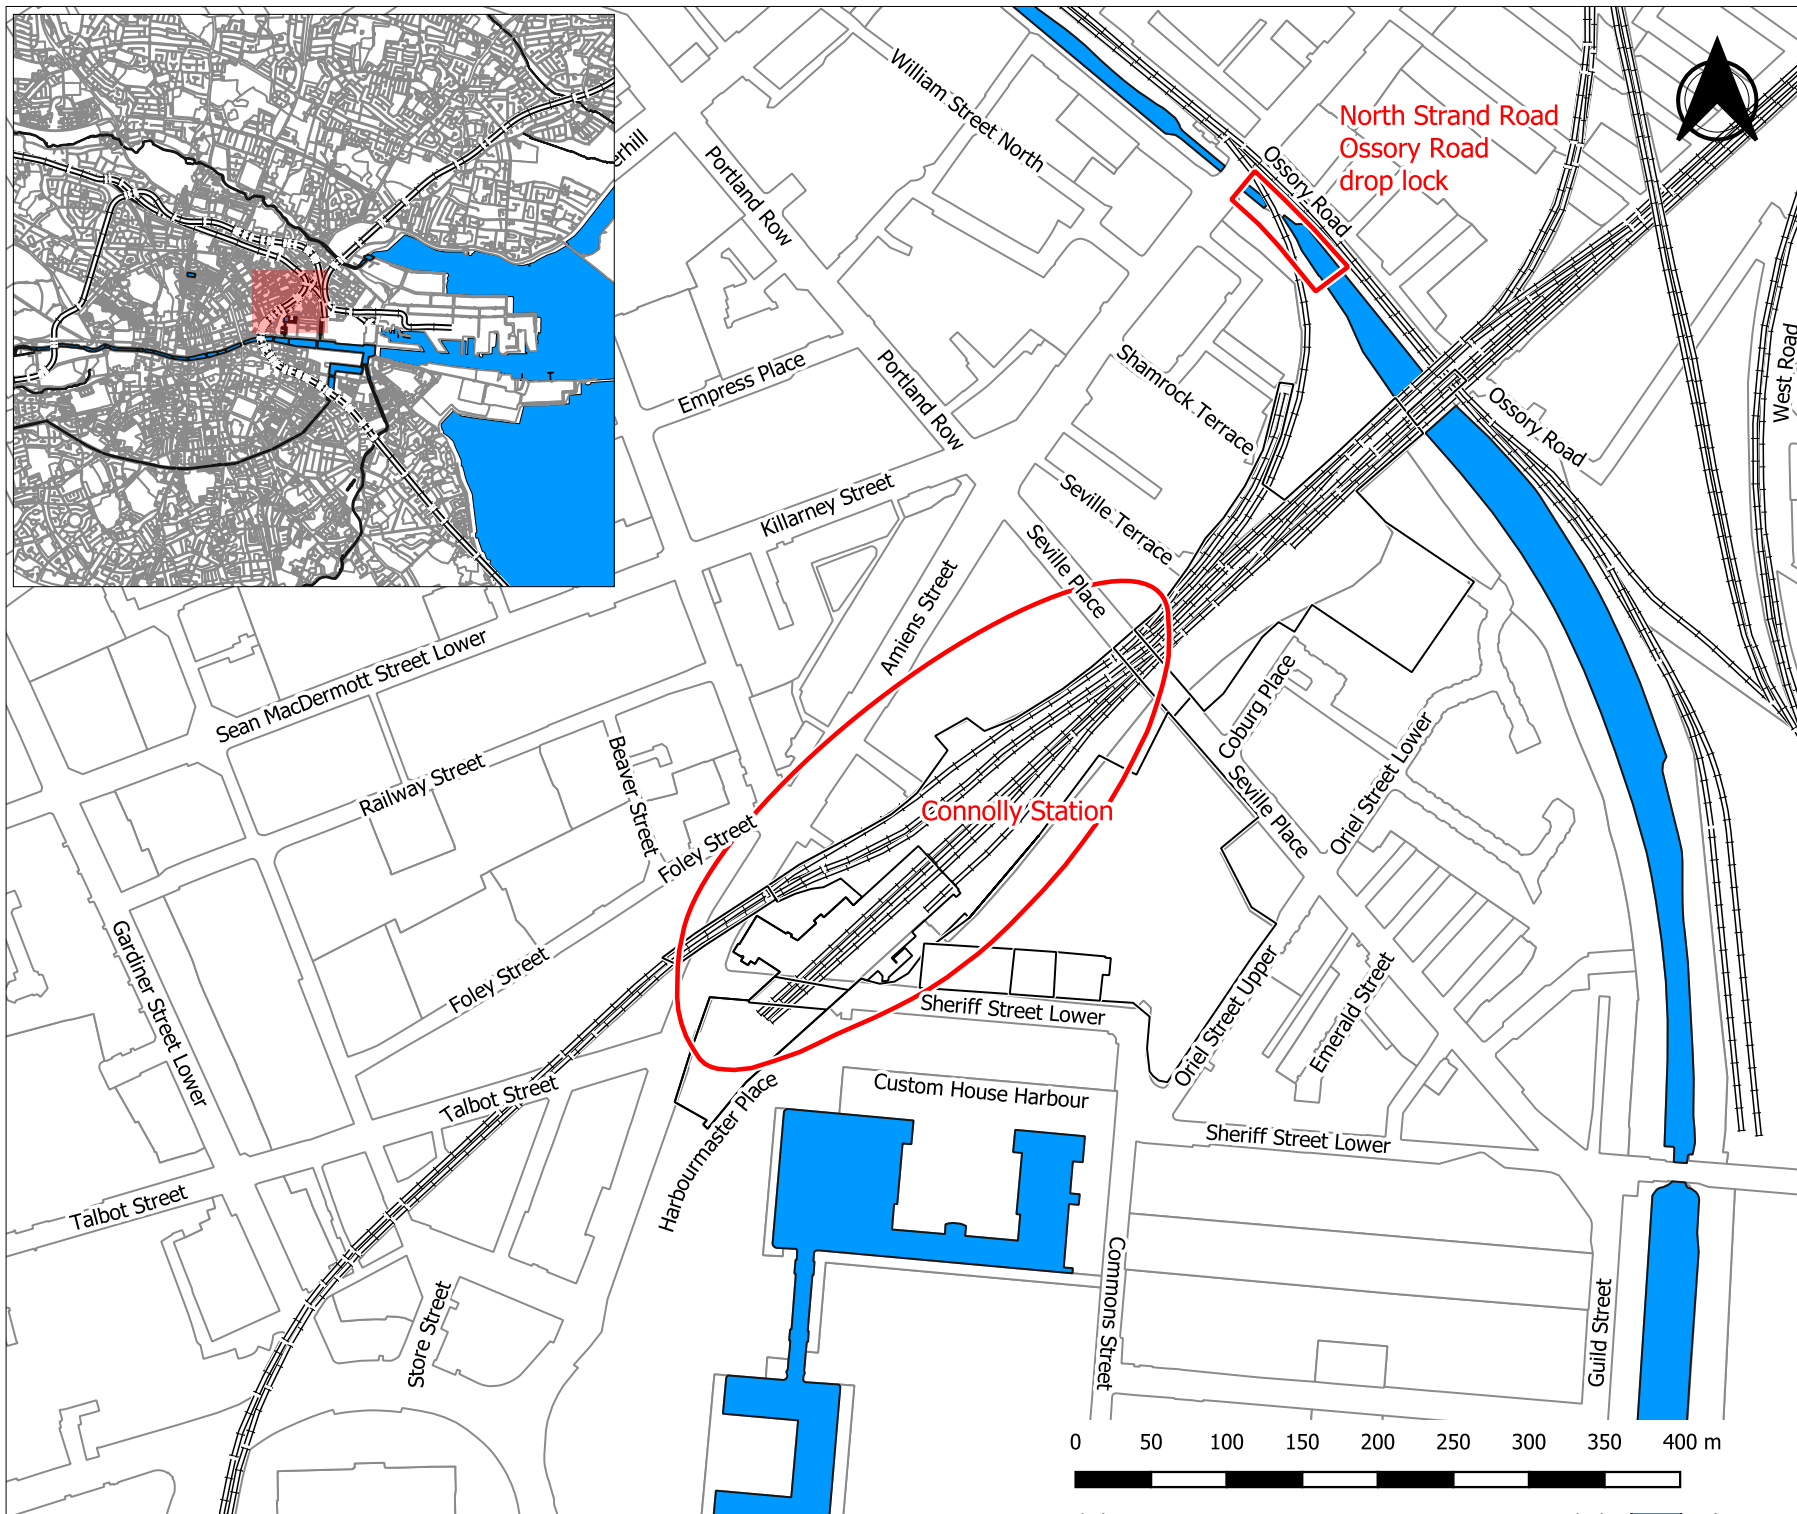 William Street North
North Strand Road
Ossory Road
drop lock
Ossory Road
erhill
Portland Row
Empress Place
Portland Row
Shamrock Terrace
West Road
Ossory Road
Killarney Street
Seville Terrace
Seville Place
Amiens Street
Sean MacDermott Street Lower
Coburg Place
Beaver Street
Railway Street
Oriel Street Lower
Seville Place
Connolly Station
Foley Street
Gardiner Street Lower
Foley Street
Sheriff Street Lower
Oriel Street Upper
Emerald Street
Talbot Street
Harbourmaster Place
Custom House Harbour
Sheriff Street Lower
Talbot Street
Store Street
Commons Street
Guild Street
0 50 100 150 200 250 300 350 400 m